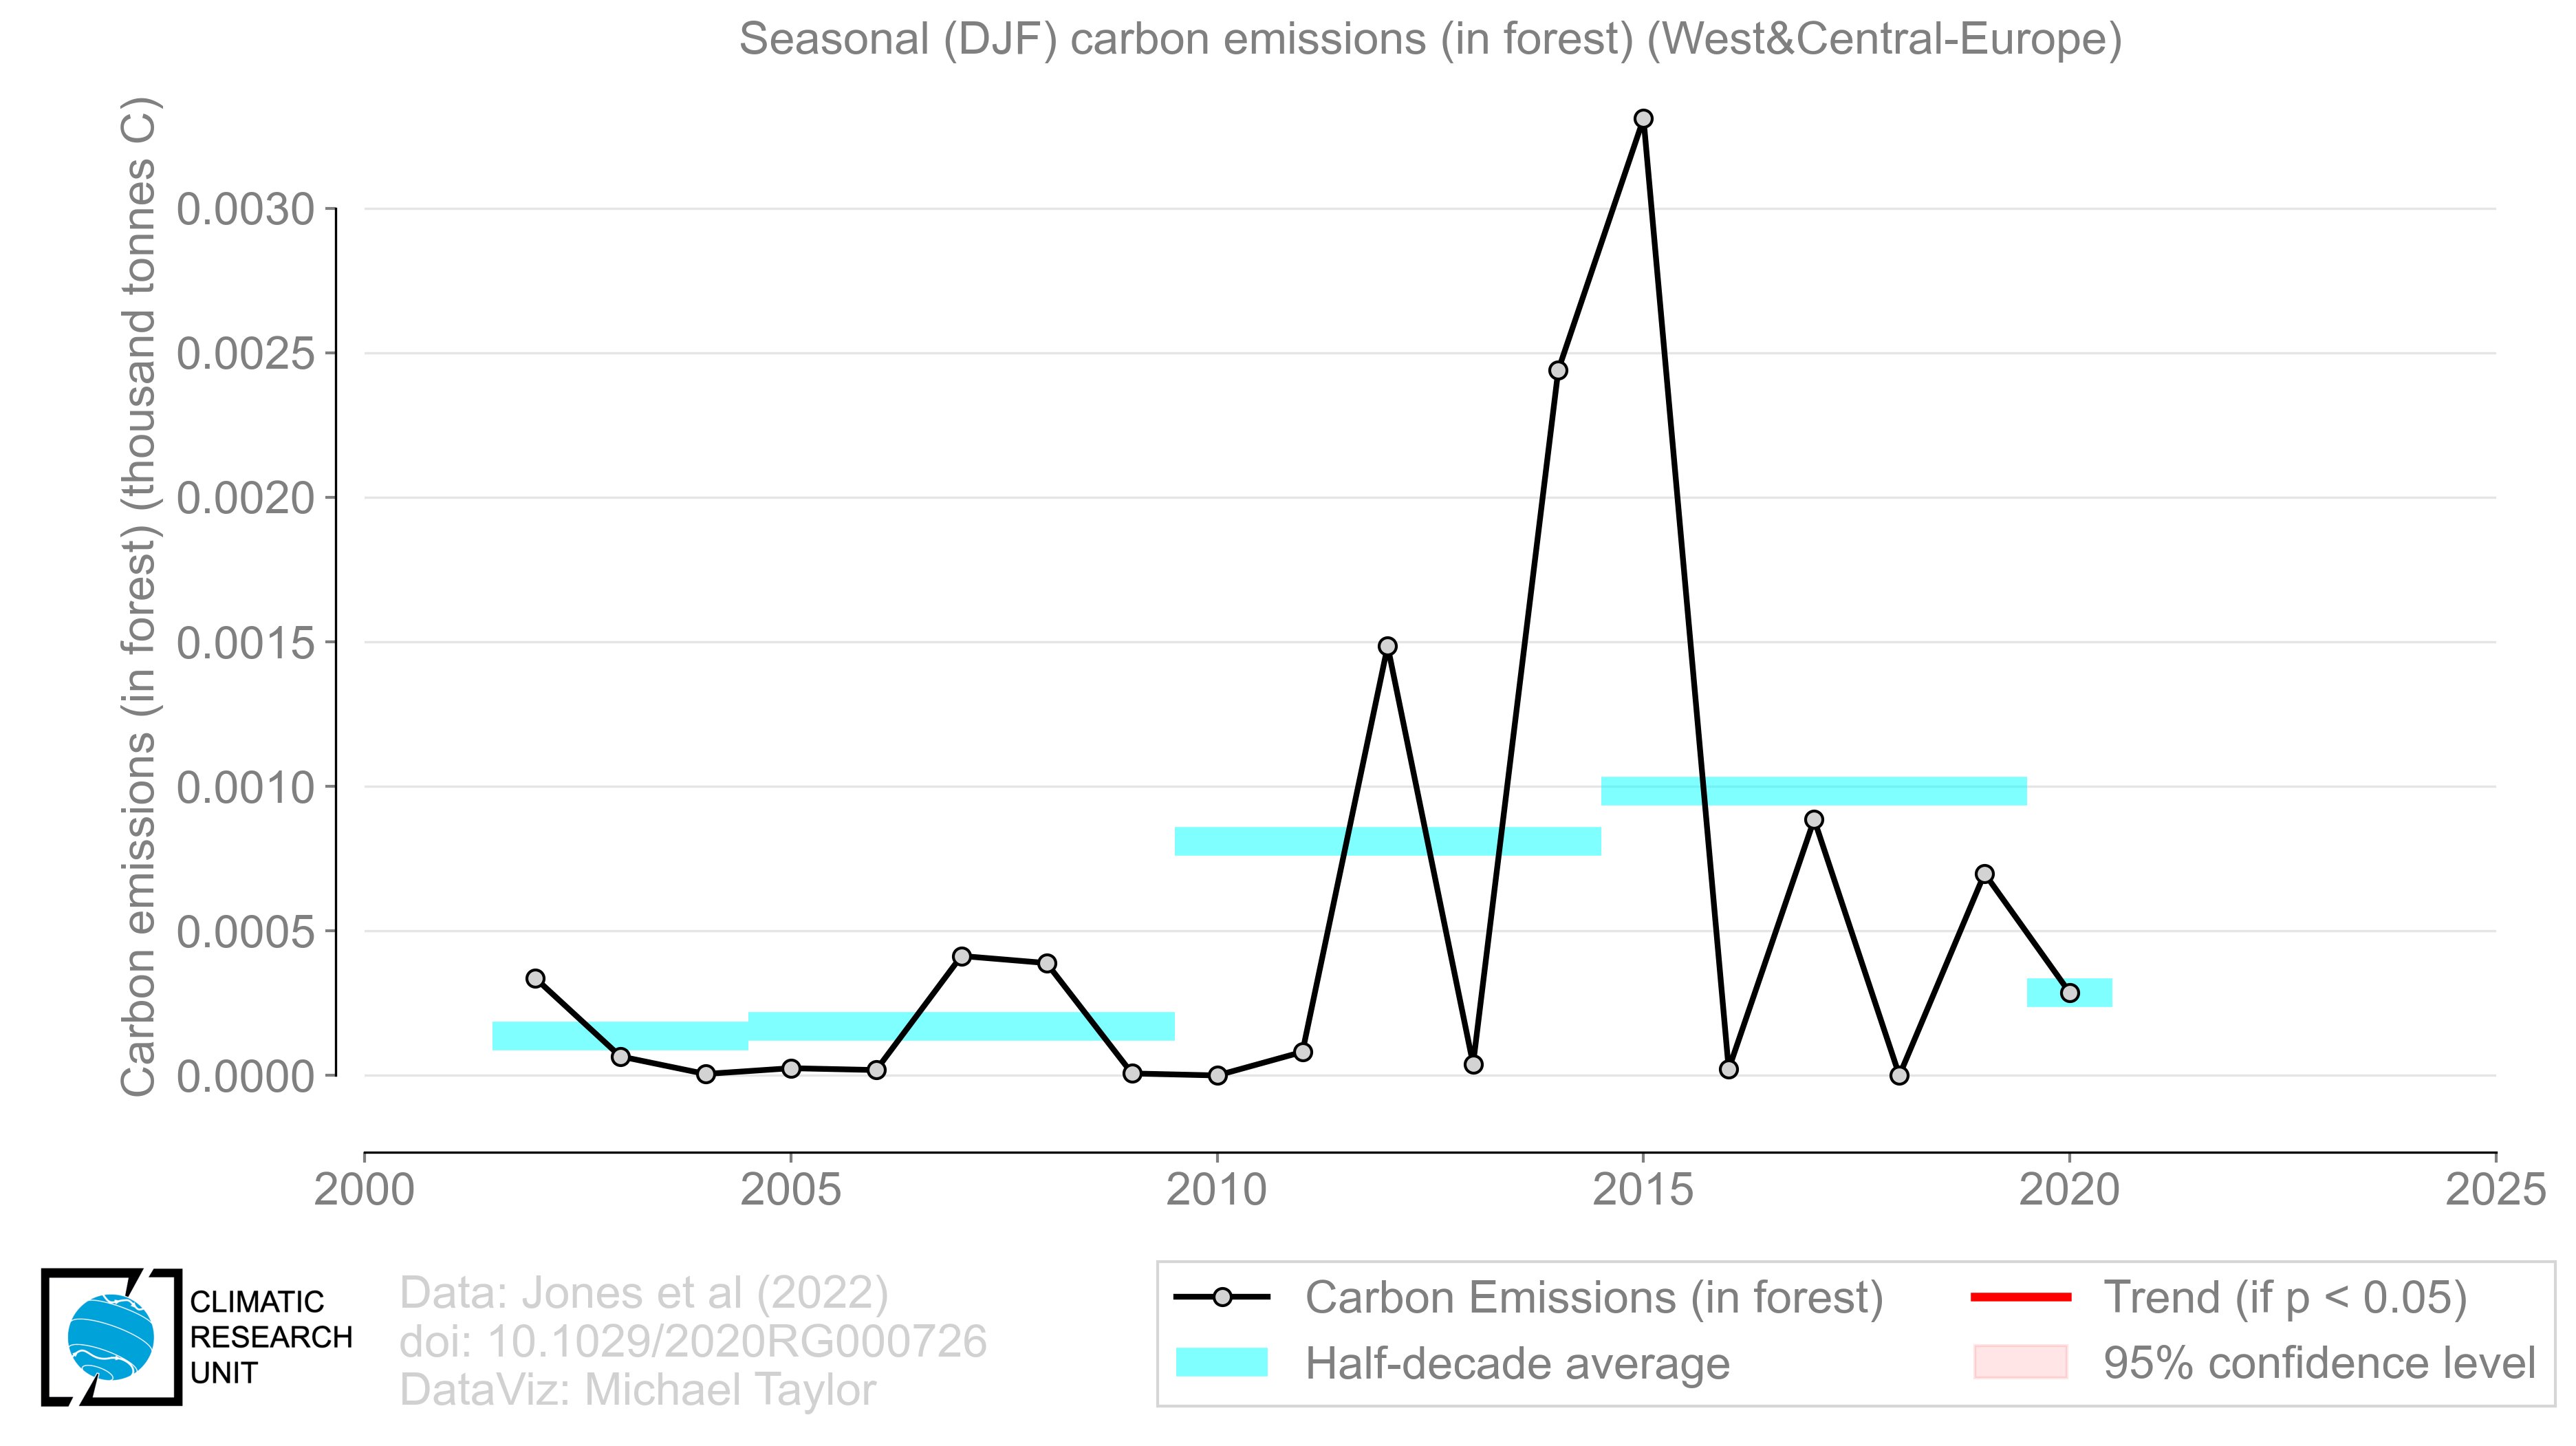 Seasonal (DJF) carbon emissions (in forest) (West&Central-Europe)
Carbon emissions (in forest) (thousand tonnes C)
0.0030
0.0025
0.0020
0.0015
0.0010
0.0005
0.0000
2000
2005
2010
2015
2020
2025
CLIMATIC
RESEARCH
UNIT
Data: Jones et al (2022)
doi: 10.1029/2020RG000726
DataViz: Michael Taylor
Carbon Emissions (in forest)
Half-decade average
Trend (if p < 0.05)
95% confidence level